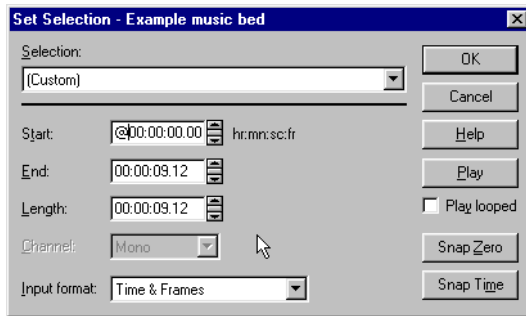 Set Selection - Example music bed
Selection:
(Custom)
OK
Cancel
Start:
@00:00:00.00
hr:mn:sc:fr
Help
End:
00:00:09.12
Play
Length:
00:00:09.12
Play looped
Channel:
Mono
Snap Zero
Input format:
Time & Frames
Snap Time